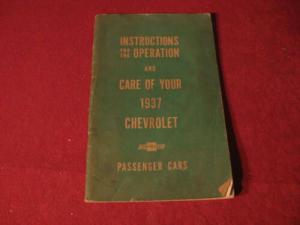 INSTRUCTIONS
FOR THE OPERATION
AND
CARE OF YOUR
1937
CHEVROLET
PASSENGER CARS